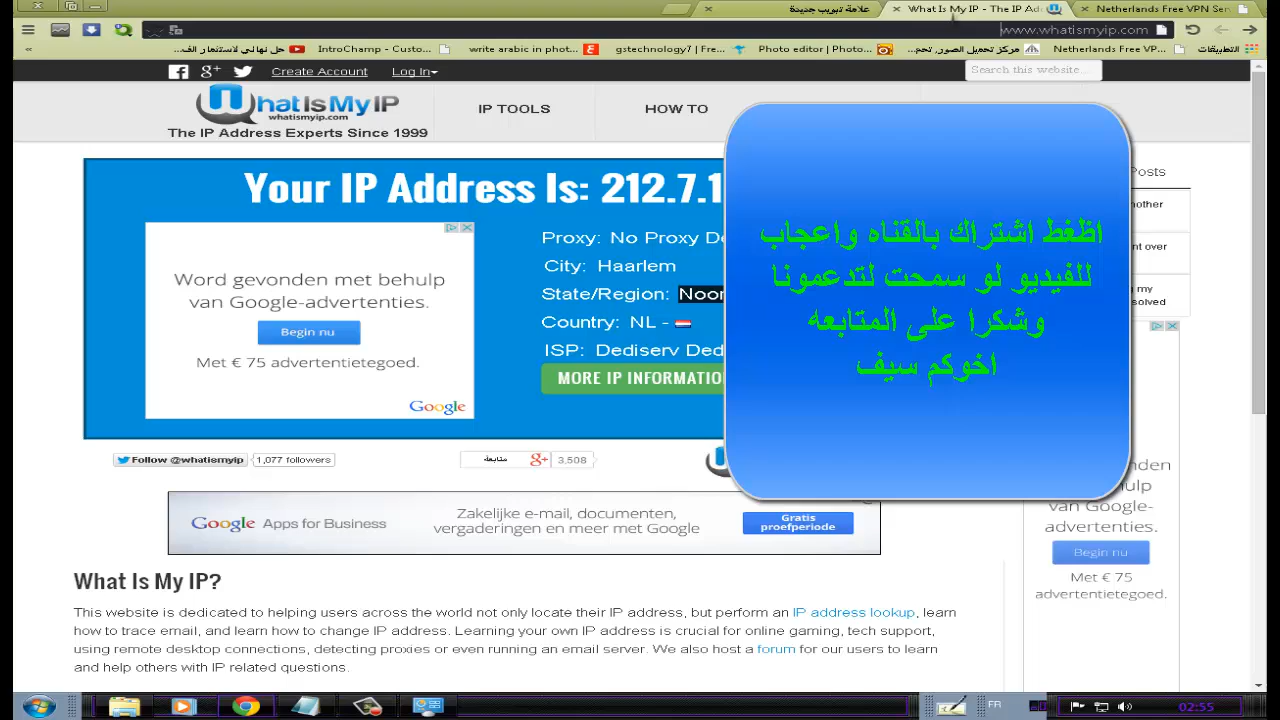 علامة تبويب جديدة
What Is My IP - The IP Ad
Netherlands Free VPN Ser
www.whatismyip.com
التطبيقات
Netherlands Free VP...
مركز تحميل الصور, تحم...
Photo editor | Photo...
gstechnology7 | Fre...
write arabic in phot...
IntroChamp - Custo...
حل نهائي لاستنفار الف...
Create Account
Log In
Search this website...
WhatIsMyIP
whatismyip.com
The IP Address Experts Since 1999
IP TOOLS
HOW TO
Posts
nother
nt over
ng my
solved
Your IP Address Is: 212.7.1
Word gevonden met behulp
van Google-advertenties.
Begin nu
Met € 75 advertentietegoed.
Google
Proxy: No Proxy De
City: Haarlem
State/Region: Noor
Country: NL -
ISP: Dediserv Ded
MORE IP INFORMATIO
اظغط اشتراك بالقناه واعجاب
للفيديو لو سمحت لتدعمونا
وشكرا على المتابعه
اخوكم سيف
Follow @whatismyip
1,077 followers
متابعة
3,508
Google Apps for Business
Zakelijke e-mail, documenten,
vergaderingen en meer met Google
Gratis
proefperiode
nden
hulp
van Google-
advertenties.
Begin nu
Met € 75
advertentietegoed.
What Is My IP?
This website is dedicated to helping users across the world not only locate their IP address, but perform an IP address lookup, learn
how to trace email, and learn how to change IP address. Learning your own IP address is crucial for online gaming, tech support,
using remote desktop connections, detecting proxies or even running an email server. We also host a forum for our users to learn
and help others with IP related questions.
FR
02:55